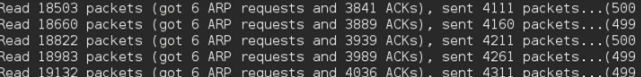 Read 18503 packets (got 6 ARP requests and 3841 ACKs), sent 4111 packets...(500
Read 18660 packets (got 6 ARP requests and 3889 ACKs), sent 4160 packets...(499
Read 18822 packets (got 6 ARP requests and 3939 ACKs), sent 4211 packets...(500
Read 18983 packets (got 6 ARP requests and 3989 ACKs), sent 4261 packets...(499
Read 19132 packets (got 6 ARP requests and 4036 ACKs), sent 4311 packets...(499